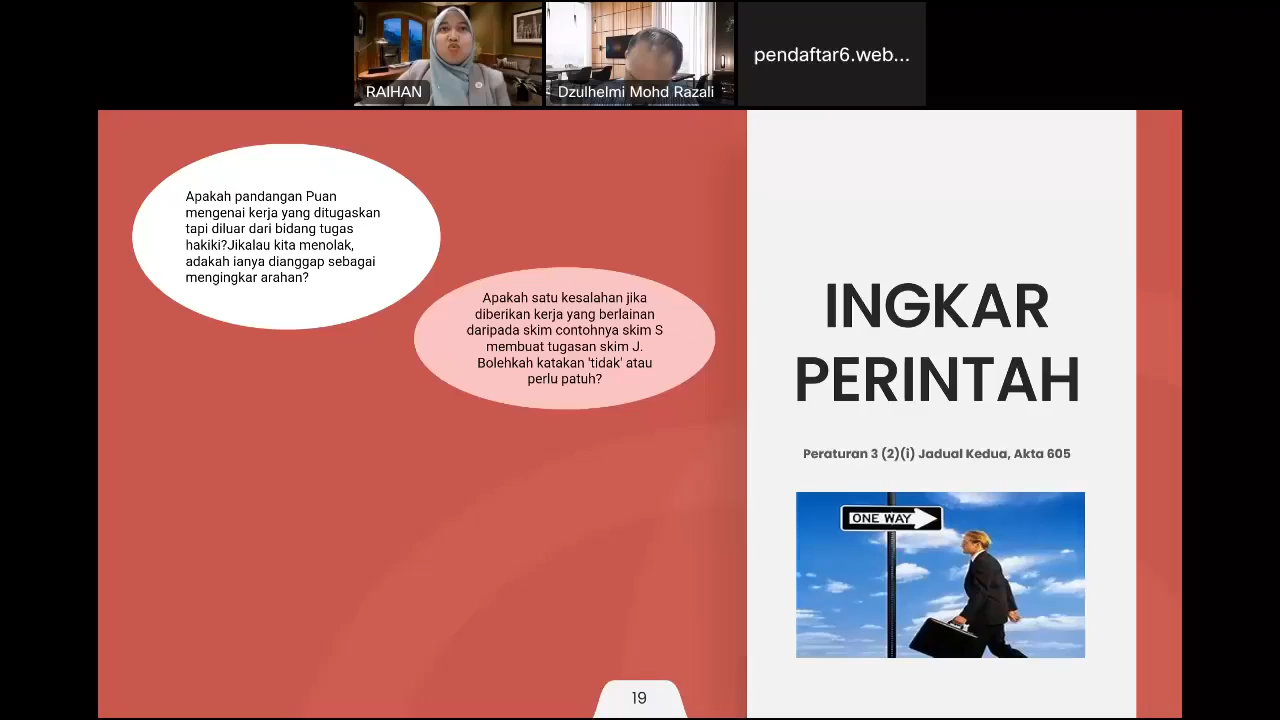 RAIHAN
Dzulhelmi Mohd Razali
pendaftar6.web...
Apakah pandangan Puan
mengenai kerja yang ditugaskan
tapi diluar dari bidang tugas
hakiki?Jikalau kita menolak,
adakah ianya dianggap sebagai
mengingkar arahan?
Apakah satu kesalahan jika
diberikan kerja yang berlainan
daripada skim contohnya skim S
membuat tugasan skim J.
Bolehkah katakan 'tidak' atau
perlu patuh?
INGKAR
PERINTAH
Peraturan 3 (2)(i) Jadual Kedua, Akta 605
ONE WAY
19